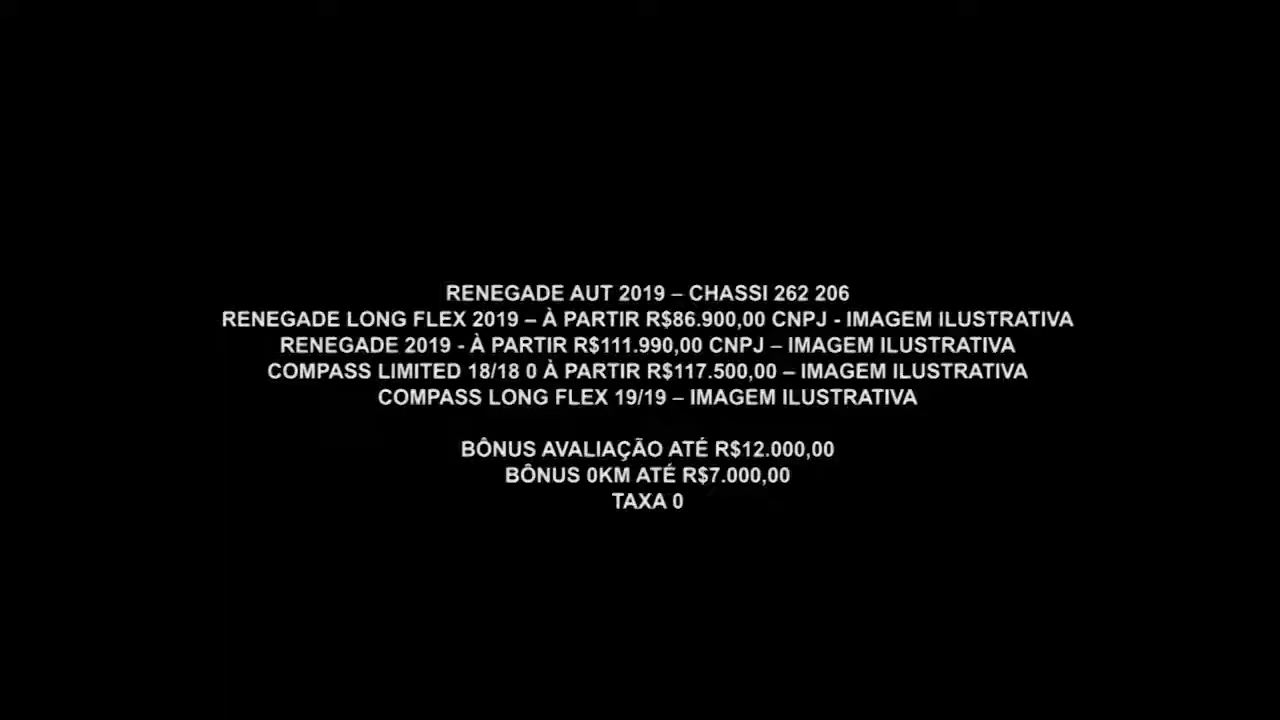 RENEGADE AUT 2019 – CHASSI 262 206
RENEGADE LONG FLEX 2019 – À PARTIR R$86.900,00 CNPJ - IMAGEM ILUSTRATIVA
RENEGADE 2019 - À PARTIR R$111.990,00 CNPJ – IMAGEM ILUSTRATIVA
COMPASS LIMITED 18/18 0 À PARTIR R$117.500,00 – IMAGEM ILUSTRATIVA
COMPASS LONG FLEX 19/19 – IMAGEM ILUSTRATIVA
BÔNUS AVALIAÇÃO ATÉ R$12.000,00
BÔNUS 0KM ATÉ R$7.000,00
TAXA 0